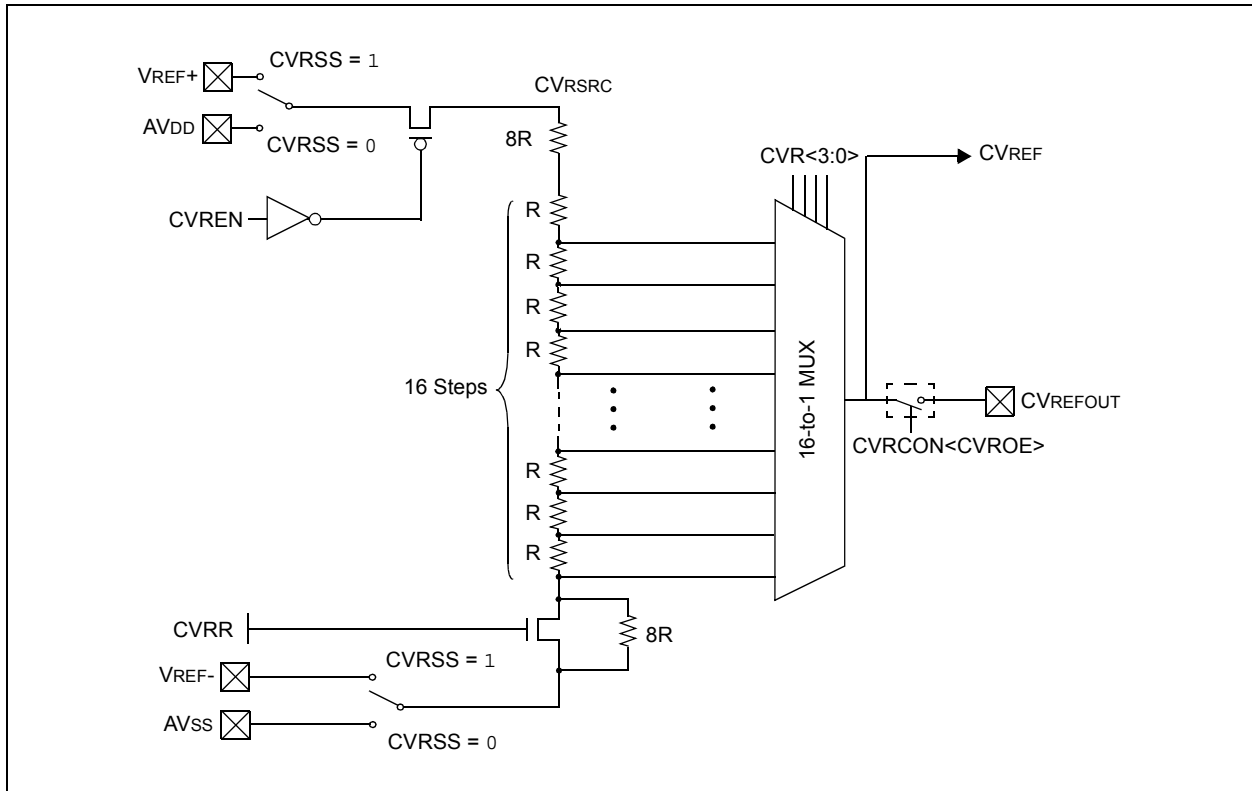 CVRSS = 1
VREF+
CVRSRC
AVDD
CVRSS = 0
8R
CVR<3:0>
CVREF
CVREN
R
R
R
R
16 Steps
16-to-1 MUX
CVREFOUT
CVRCON<CVROE>
R
R
R
CVRR
8R
CVRSS = 1
VREF-
AVSS
CVRSS = 0